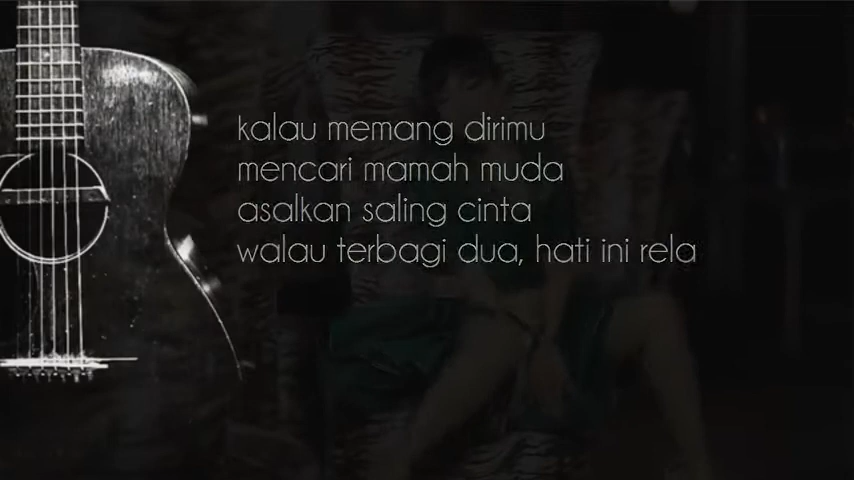 kalau memang dirimu
mencari mamah muda
asalkan saling cinta
walau terbagi dua, hati ini rela